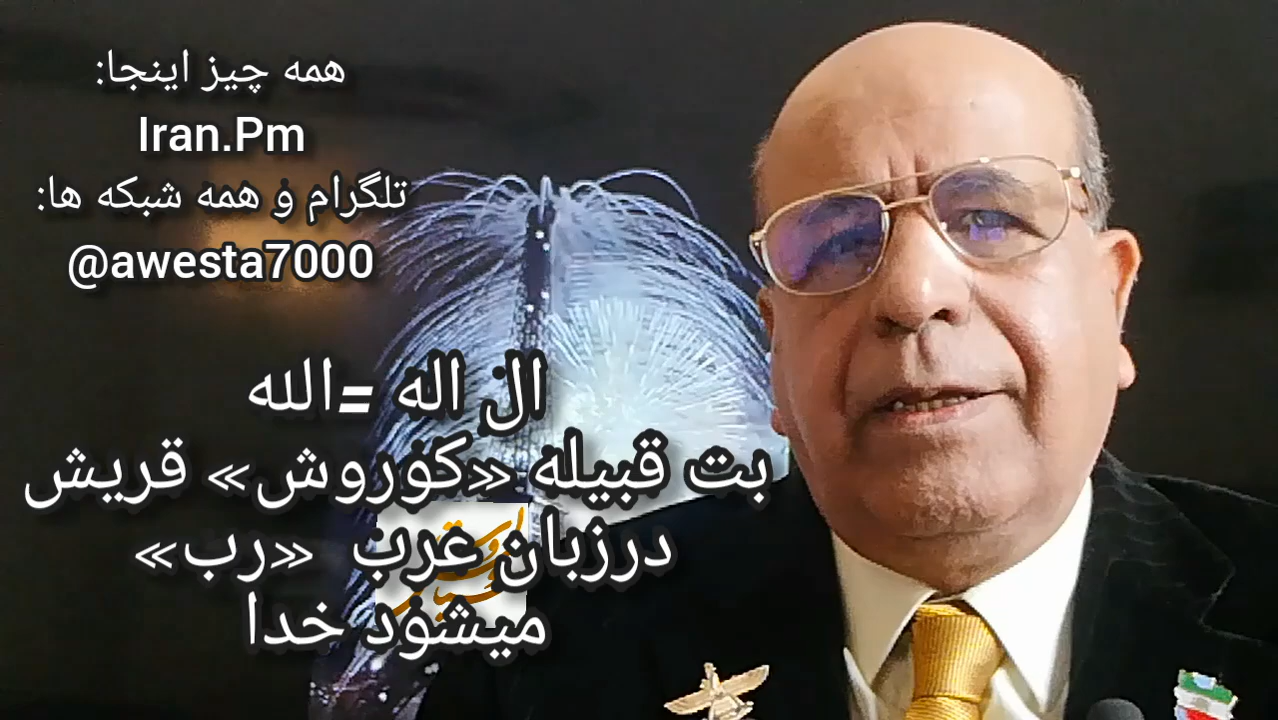 همه چیز اینجا:
Iran.Pm
تلگرام و همه شبکه ها:
@awesta7000
ال اله =الله
بت قبیله «کوروش» قریش
درزبان عرب «رب»
میشود خدا